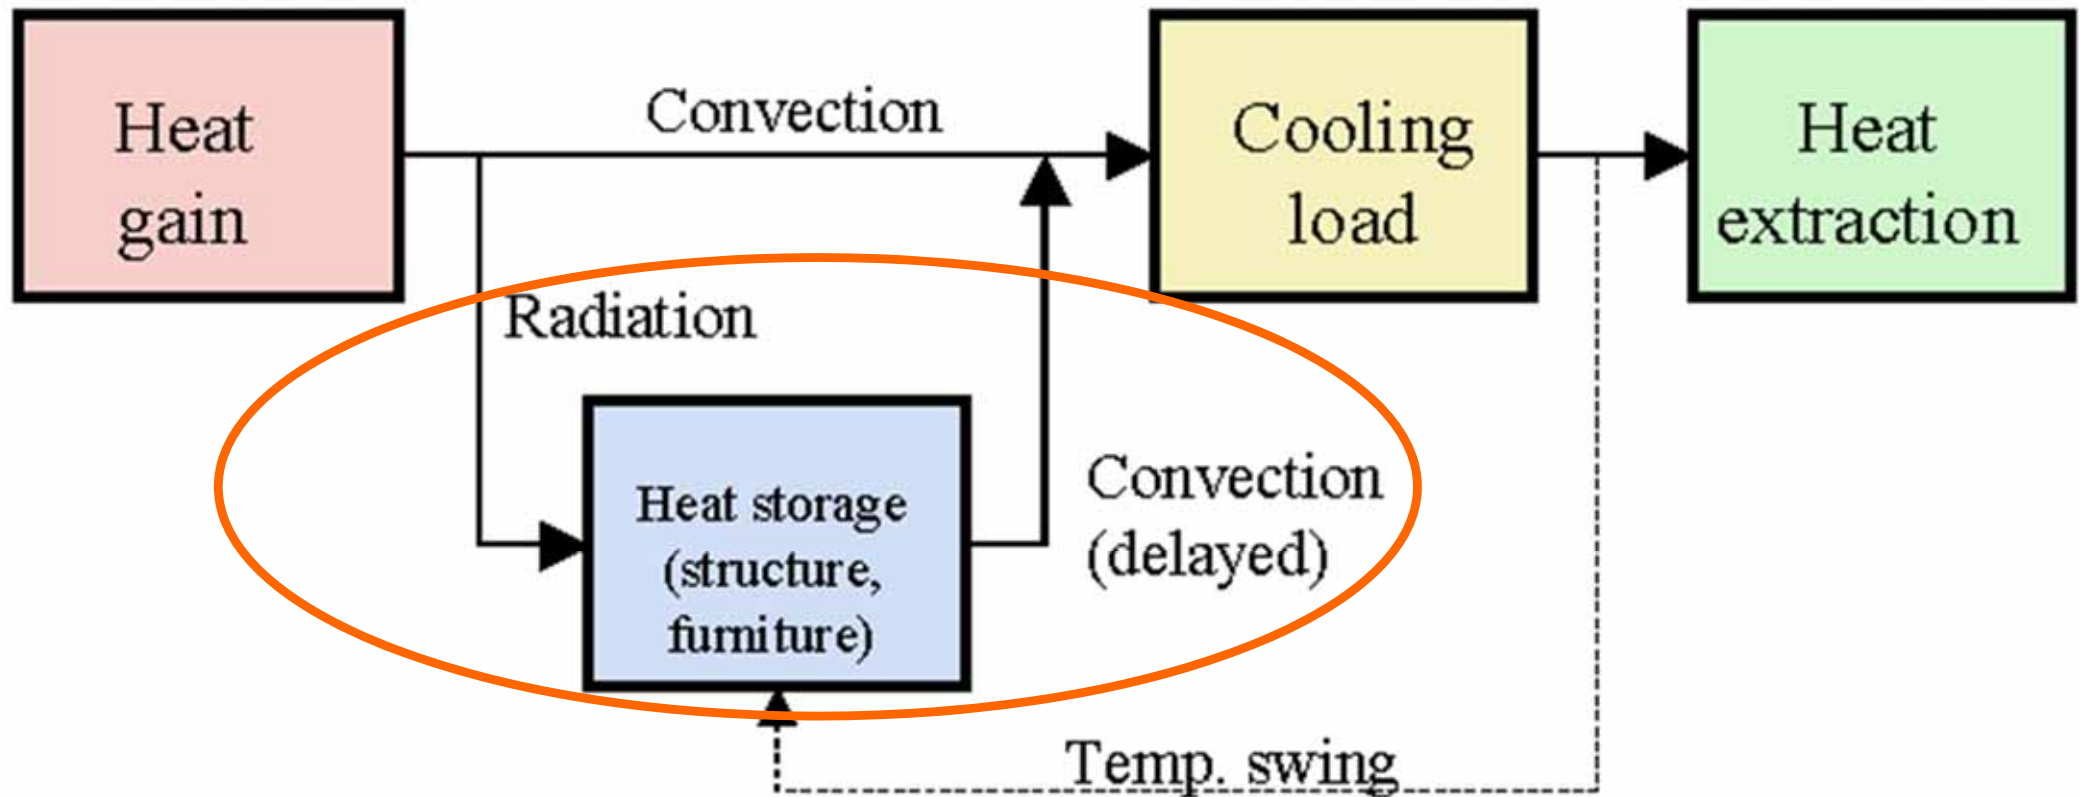 Heat
gain
Convection
Cooling
load
Heat
extraction
Radiation
Heat storage
(structure,
furniture)
Convection
(delayed)
Temp. swing